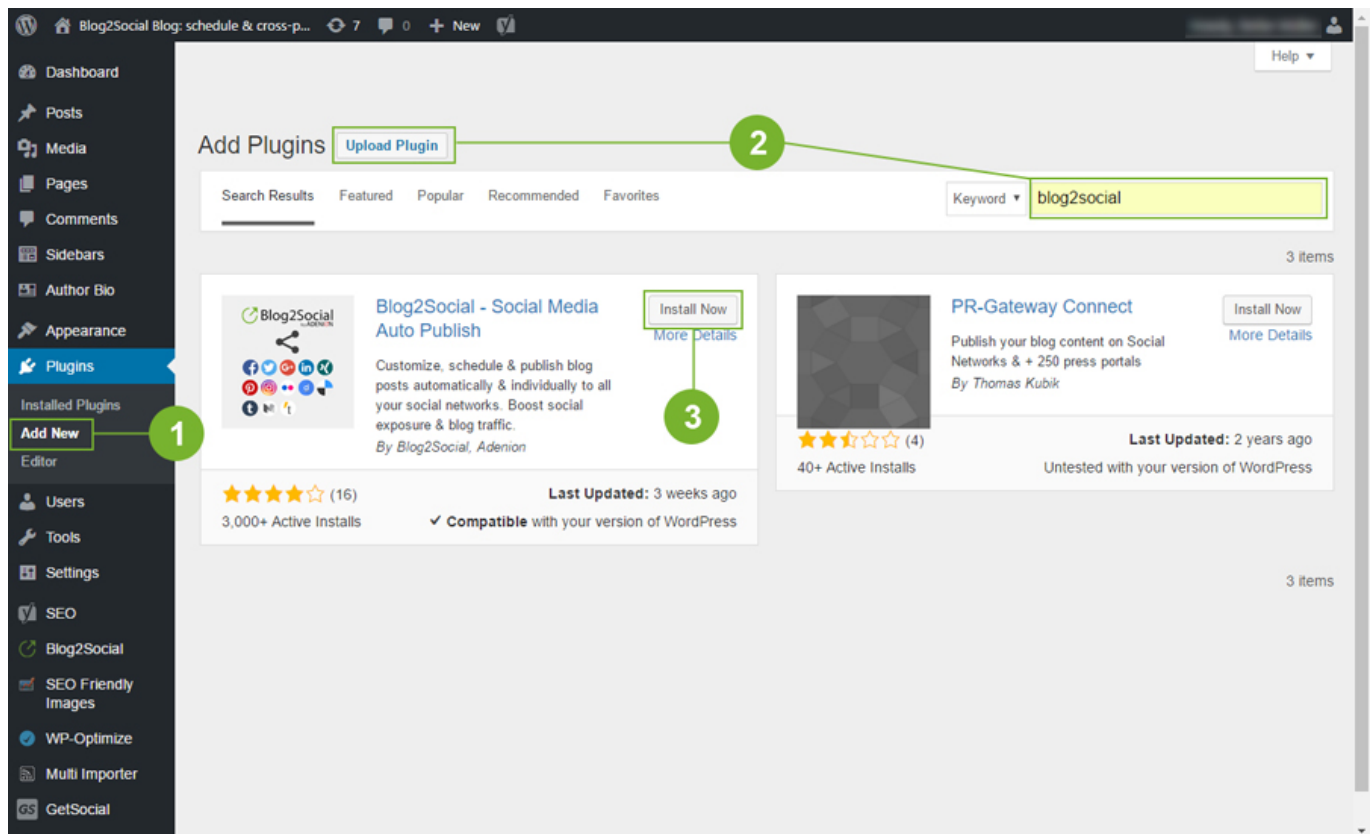 Blog2Social Blog: schedule & cross-p... 7 0 + New
Help ▼
Dashboard
Posts
Media
Pages
Comments
Sidebars
Author Bio
Appearance
Plugins
Installed Plugins
Add New
Editor
Users
Tools
Settings
SEO
Blog2Social
SEO Friendly
Images
WP-Optimize
Multi Importer
GS GetSocial
1
Add Plugins Upload Plugin
2
Search Results Featured Popular Recommended Favorites
Keyword ▼ blog2social
3 items
Blog2Social
by ADENION
Blog2Social - Social Media
Auto Publish
Install Now
More Details
Customize, schedule & publish blog
posts automatically & individually to all
your social networks. Boost social
exposure & blog traffic.
By Blog2Social, Adenion
3
(16)
Last Updated: 3 weeks ago
3,000+ Active Installs
✓ Compatible with your version of WordPress
PR-Gateway Connect
Install Now
More Details
Publish your blog content on Social
Networks & + 250 press portals
By Thomas Kubik
(4)
Last Updated: 2 years ago
40+ Active Installs
Untested with your version of WordPress
3 items